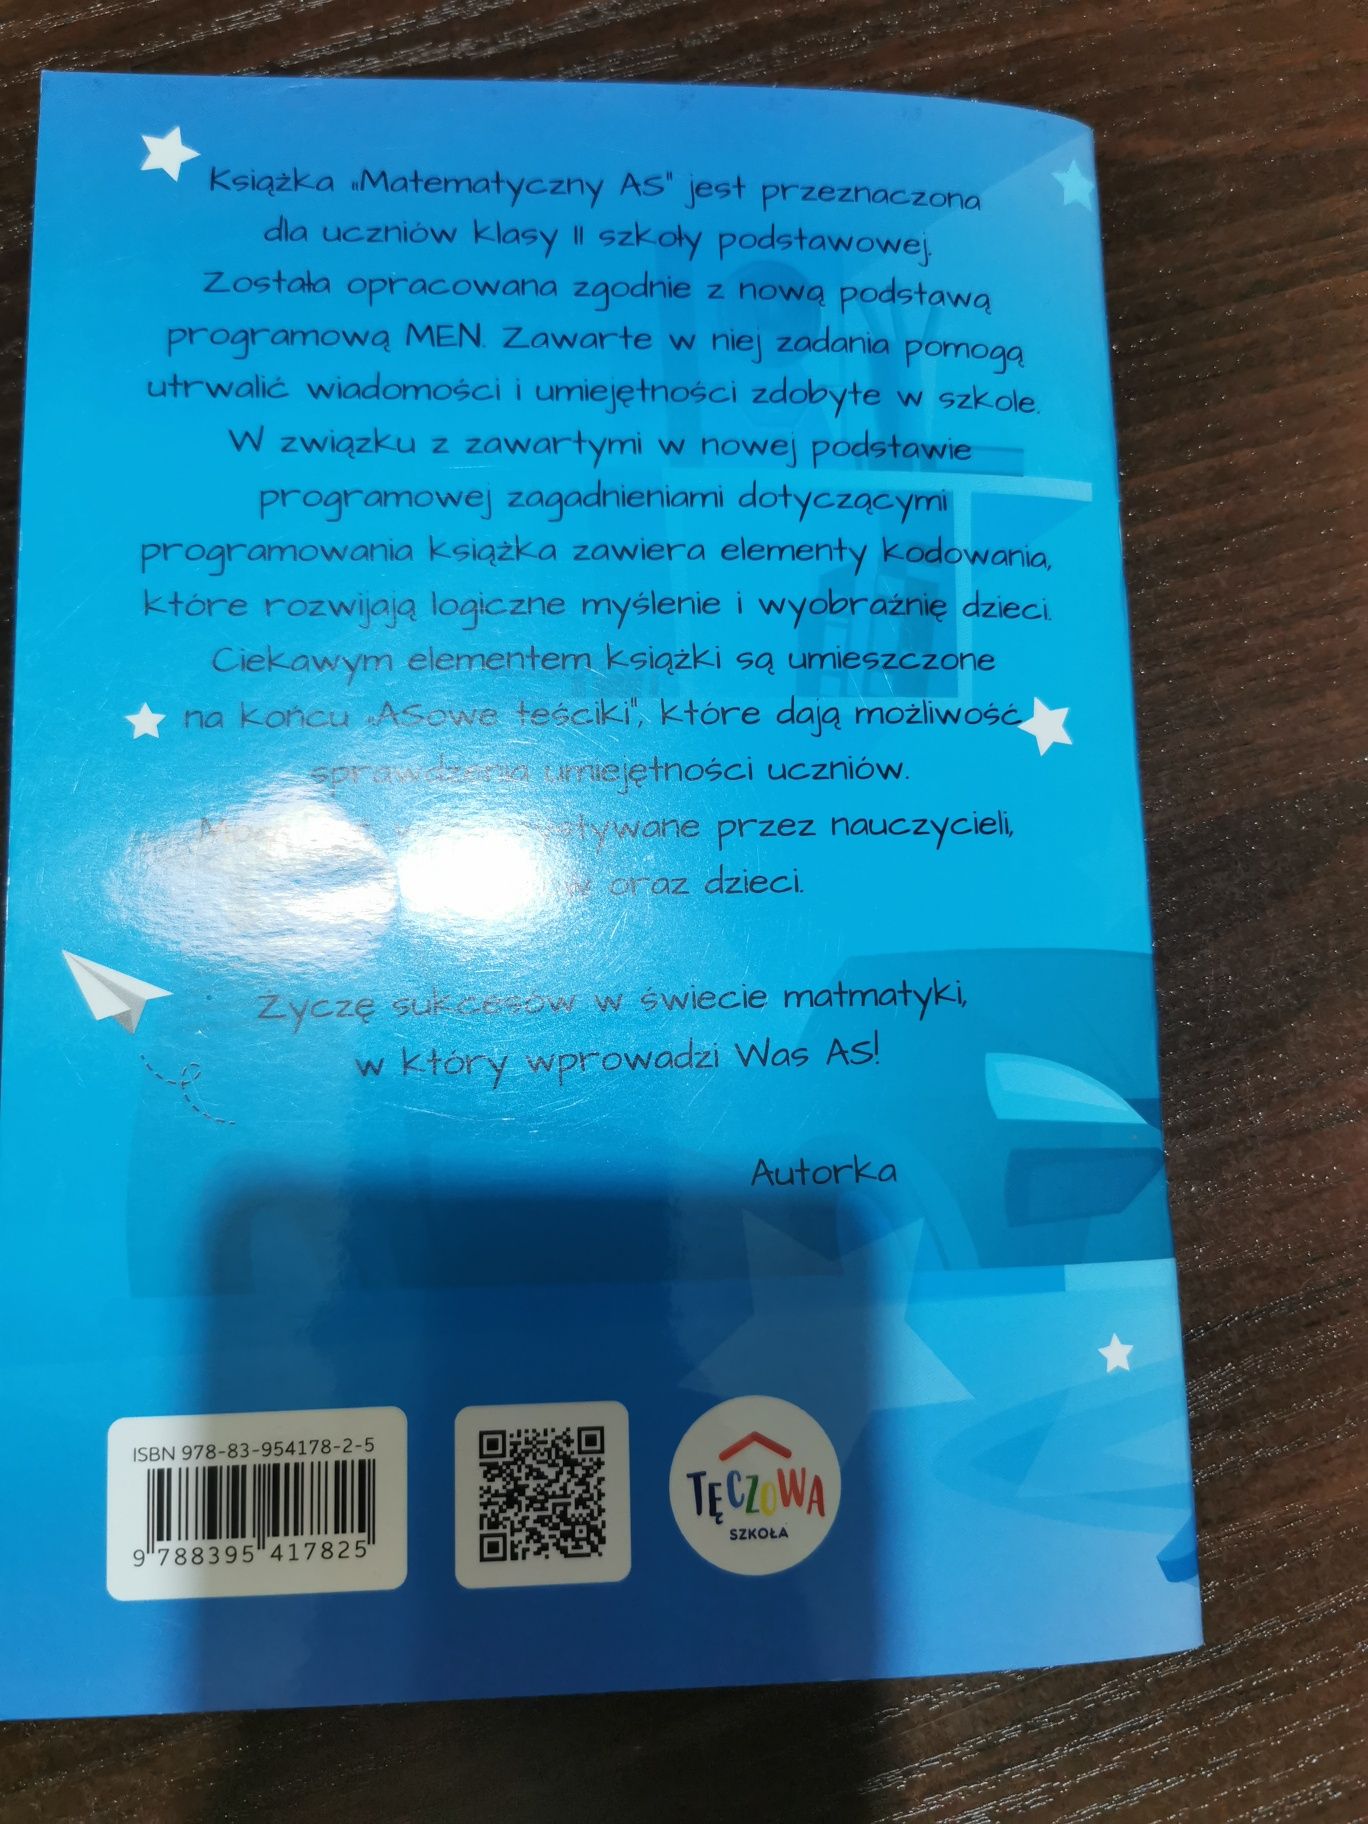 Książka „Matematyczny AS" jest przeznaczona
dla uczniów klasy II szkoły podstawowej.
Została opracowana zgodnie z nową podstawą
programową MEN. Zawarte w niej zadania pomogą
utrwalić wiadomości i umiejętności zdobyte w szkole.
W związku z zawartymi w nowej podstawie
programowej zagadnieniami dotyczącymi
programowania książka zawiera elementy kodowania,
które rozwijają logiczne myślenie i wyobraźnię dzieci.
Ciekawym elementem książki są umieszczone
na końcu „ASowe teściki", które dają możliwość
sprawdzenia umiejętności uczniów.
przez nauczycieli,
oraz dzieci.
Życzę sukcesów w świecie matmatyki,
w który wprowadzi Was AS!
Autorka
ISBN 978-83-954178-2-5
9 788395 417825
TĘCZOWA
SZKOŁA